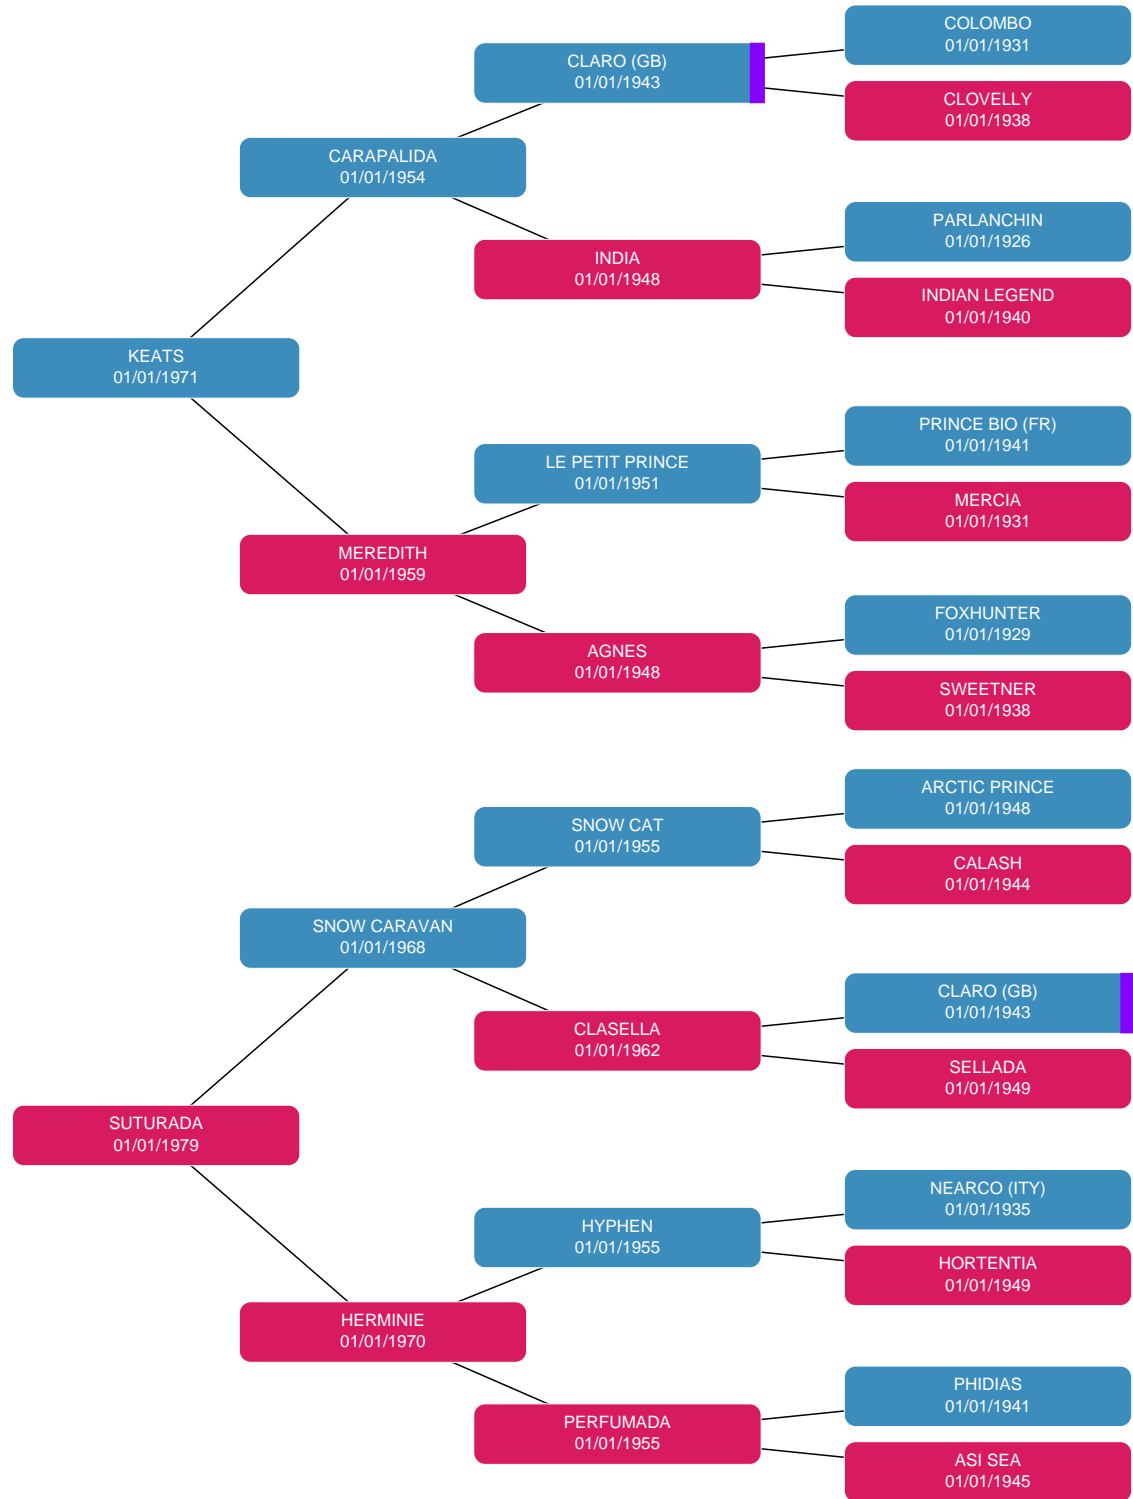 COLOMBO
01/01/1931
CLARO (GB)
01/01/1943
CLOVELLY
01/01/1938
CARAPALIDA
01/01/1954
PARLANCHIN
01/01/1926
INDIA
01/01/1948
INDIAN LEGEND
01/01/1940
KEATS
01/01/1971
PRINCE BIO (FR)
01/01/1941
LE PETIT PRINCE
01/01/1951
MERCIA
01/01/1931
MEREDITH
01/01/1959
FOXHUNTER
01/01/1929
AGNES
01/01/1948
SWEETNER
01/01/1938
ARCTIC PRINCE
01/01/1948
SNOW CAT
01/01/1955
CALASH
01/01/1944
SNOW CARAVAN
01/01/1968
CLARO (GB)
01/01/1943
CLASELLA
01/01/1962
SELLADA
01/01/1949
SUTURADA
01/01/1979
NEARCO (ITY)
01/01/1935
HYPHEN
01/01/1955
HORTENTIA
01/01/1949
HERMINIE
01/01/1970
PHIDIAS
01/01/1941
PERFUMADA
01/01/1955
ASI SEA
01/01/1945